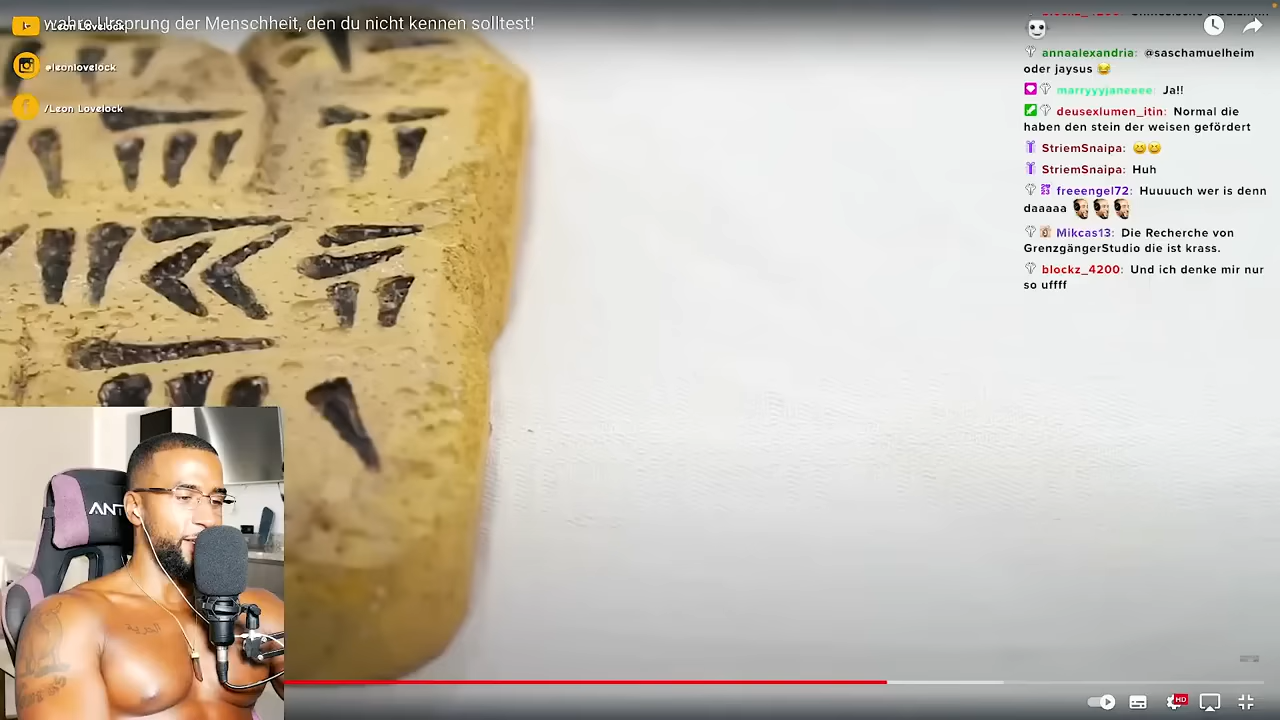 wahre Ursprung der Menschheit, den du nicht kennen solltest!
/Leon Lovelock
@leonlovelock
/Leon Lovelock
annaalexandria: @saschamuelheim
oder jaysus 😂
marryyyjaneeee: Ja!!
deusexlumen_itin: Normal die
haben den stein der weisen gefördert
StriemSnaipa: 😄😄
StriemSnaipa: Huh
freeengel72: Huuuuch wer is denn
daaaaa
Mikcas13: Die Recherche von
GrenzgängerStudio die ist krass.
blockz_4200: Und ich denke mir nur
so uffff
ANT
HD